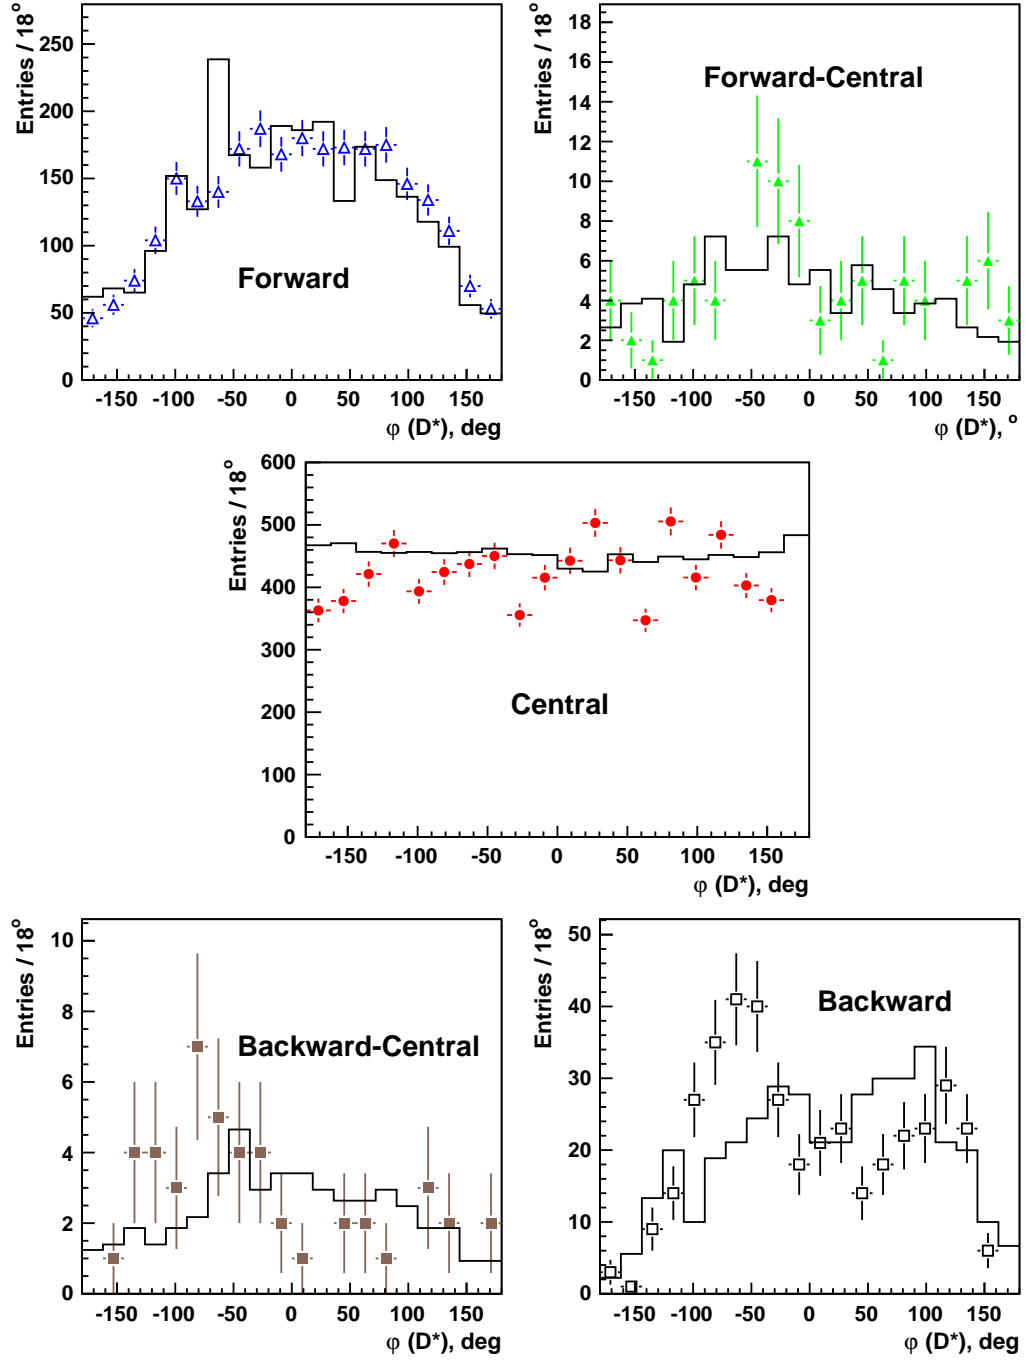 Entries / 18°
250
200
150
100
50
0
Forward
-150 -100 -50 0 50 100 150
φ (D*), deg
Entries / 18°
18
16
14
12
10
8
6
4
2
0
Forward-Central
-150 -100 -50 0 50 100 150
φ (D*), °
Entries / 18°
600
500
400
300
200
100
0
Central
-150 -100 -50 0 50 100 150
φ (D*), deg
Entries / 18°
10
8
6
4
2
0
Backward-Central
-150 -100 -50 0 50 100 150
φ (D*), deg
Entries / 18°
50
40
30
20
10
0
Backward
-150 -100 -50 0 50 100 150
φ (D*), deg